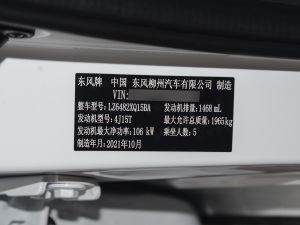 东风牌 中国 东风柳州汽车有限公司 制造
VIN:
整车型号:LZ6482XQ15BA 发动机排量:1468 mL
发动机型号:4J15T 最大允许总质量:1965kg
发动机最大净功率:106 kW 乘坐人数:5
制造年月:2021年10月